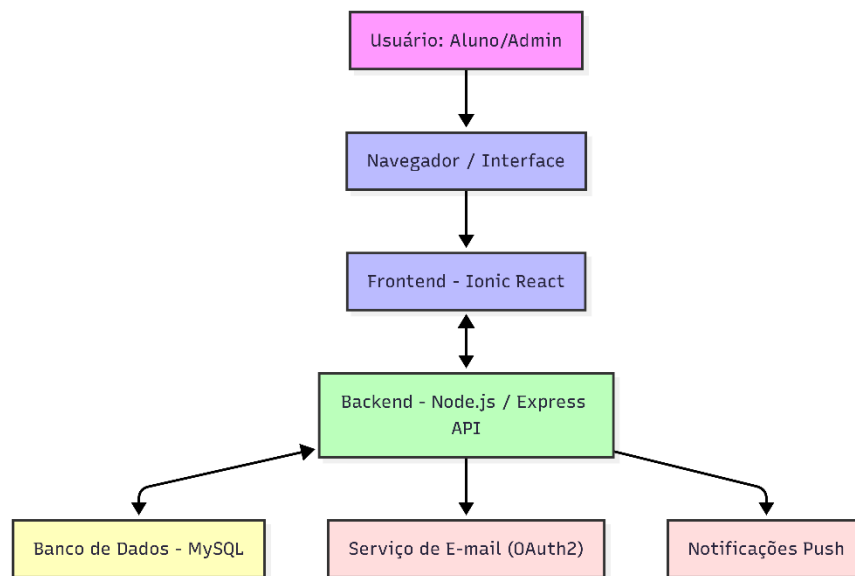 Usuário: Aluno/Admin
Navegador / Interface
Frontend - Ionic React
Backend - Node.js / Express
API
Banco de Dados - MySQL
Serviço de E-mail (OAuth2)
Notificações Push